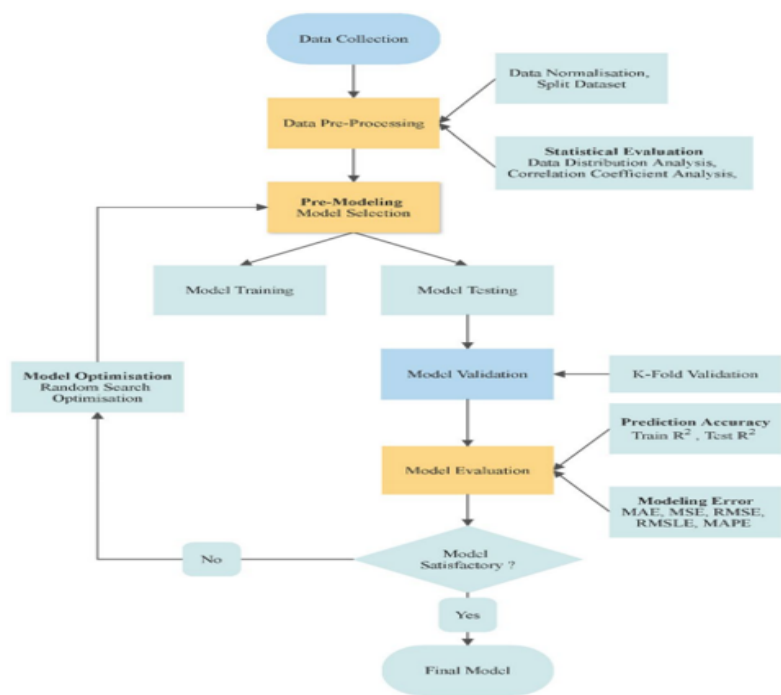 Data Collection
Data Normalisation,
Split Dataset
Data Pre-Processing
Statistical Evaluation
Data Distribution Analysis,
Correlation Coefficient Analysis,
Pre-Modeling
Model Selection
Model Training
Model Testing
Model Optimisation
Random Search
Optimisation
Model Validation
K-Fold Validation
Prediction Accuracy
Train R², Test R²
Model Evaluation
Modeling Error
MAE, MSE, RMSE,
RMSLE, MAPE
No
Model
Satisfactory ?
Yes
Final Model